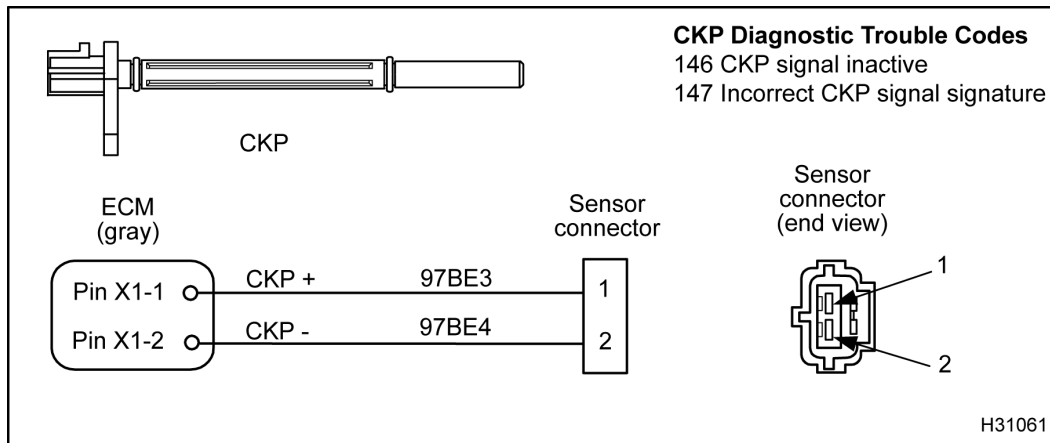 CKP Diagnostic Trouble Codes
146 CKP signal inactive
147 Incorrect CKP signal signature
CKP
ECM
(gray)
Sensor
connector
Sensor
connector
(end view)
Pin X1-1
CKP +
97BE3
1
Pin X1-2
CKP -
97BE4
2
1
2
H31061